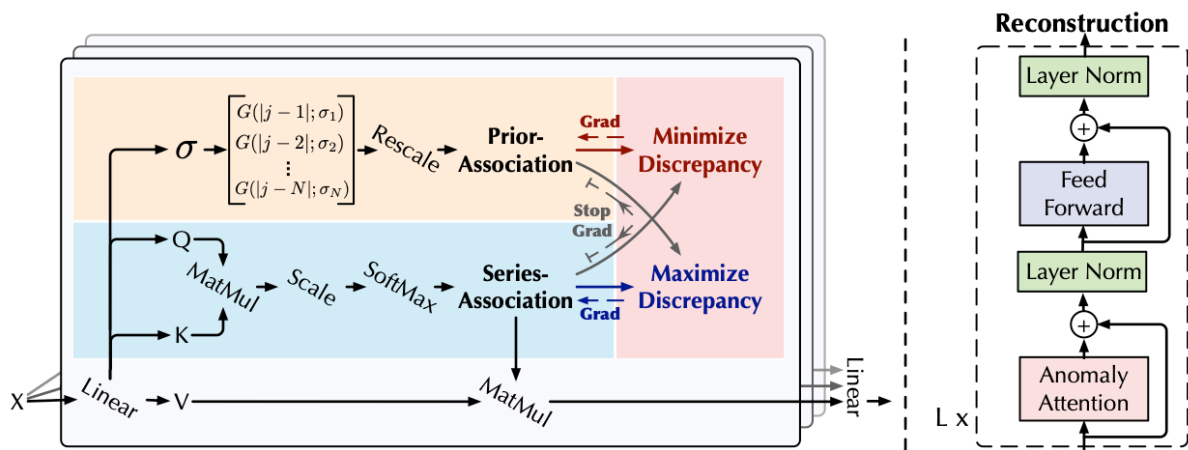 Reconstruction
Layer Norm
+
Feed
Forward
Layer Norm
+
Anomaly
Attention
L x
σ
G(|j − 1|; σ₁)
G(|j − 2|; σ₂)
⋮
G(|j − N|; σ_N)
Rescale
Prior-
Association
Grad
Minimize
Discrepancy
Stop
Grad
Q
MatMul
K
Scale
SoftMax
Series-
Association
Grad
Maximize
Discrepancy
X
Linear
V
MatMul
Linear